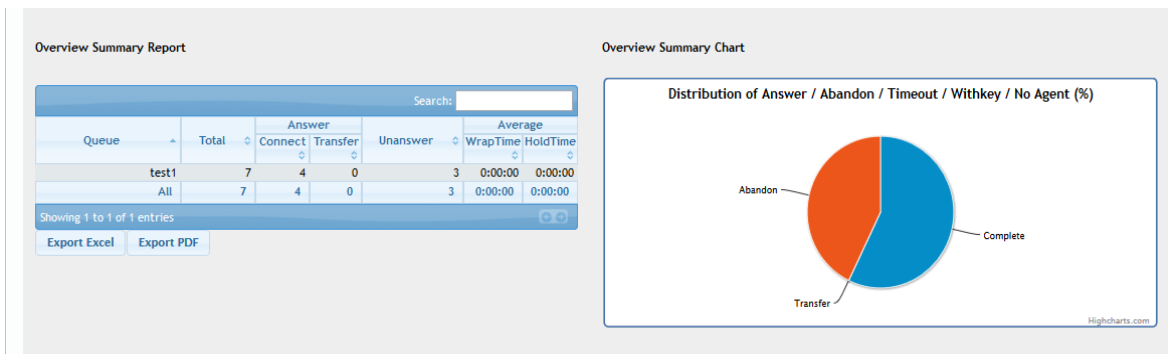 Overview Summary Report
Search:
Queue Total Answer Unanswer Average
Connect Transfer WrapTime HoldTime
test1 7 4 0 3 0:00:00 0:00:00
All 7 4 0 3 0:00:00 0:00:00
Showing 1 to 1 of 1 entries
Export Excel Export PDF
Overview Summary Chart
Distribution of Answer / Abandon / Timeout / Withkey / No Agent (%)
Abandon
Complete
Transfer
Highcharts.com